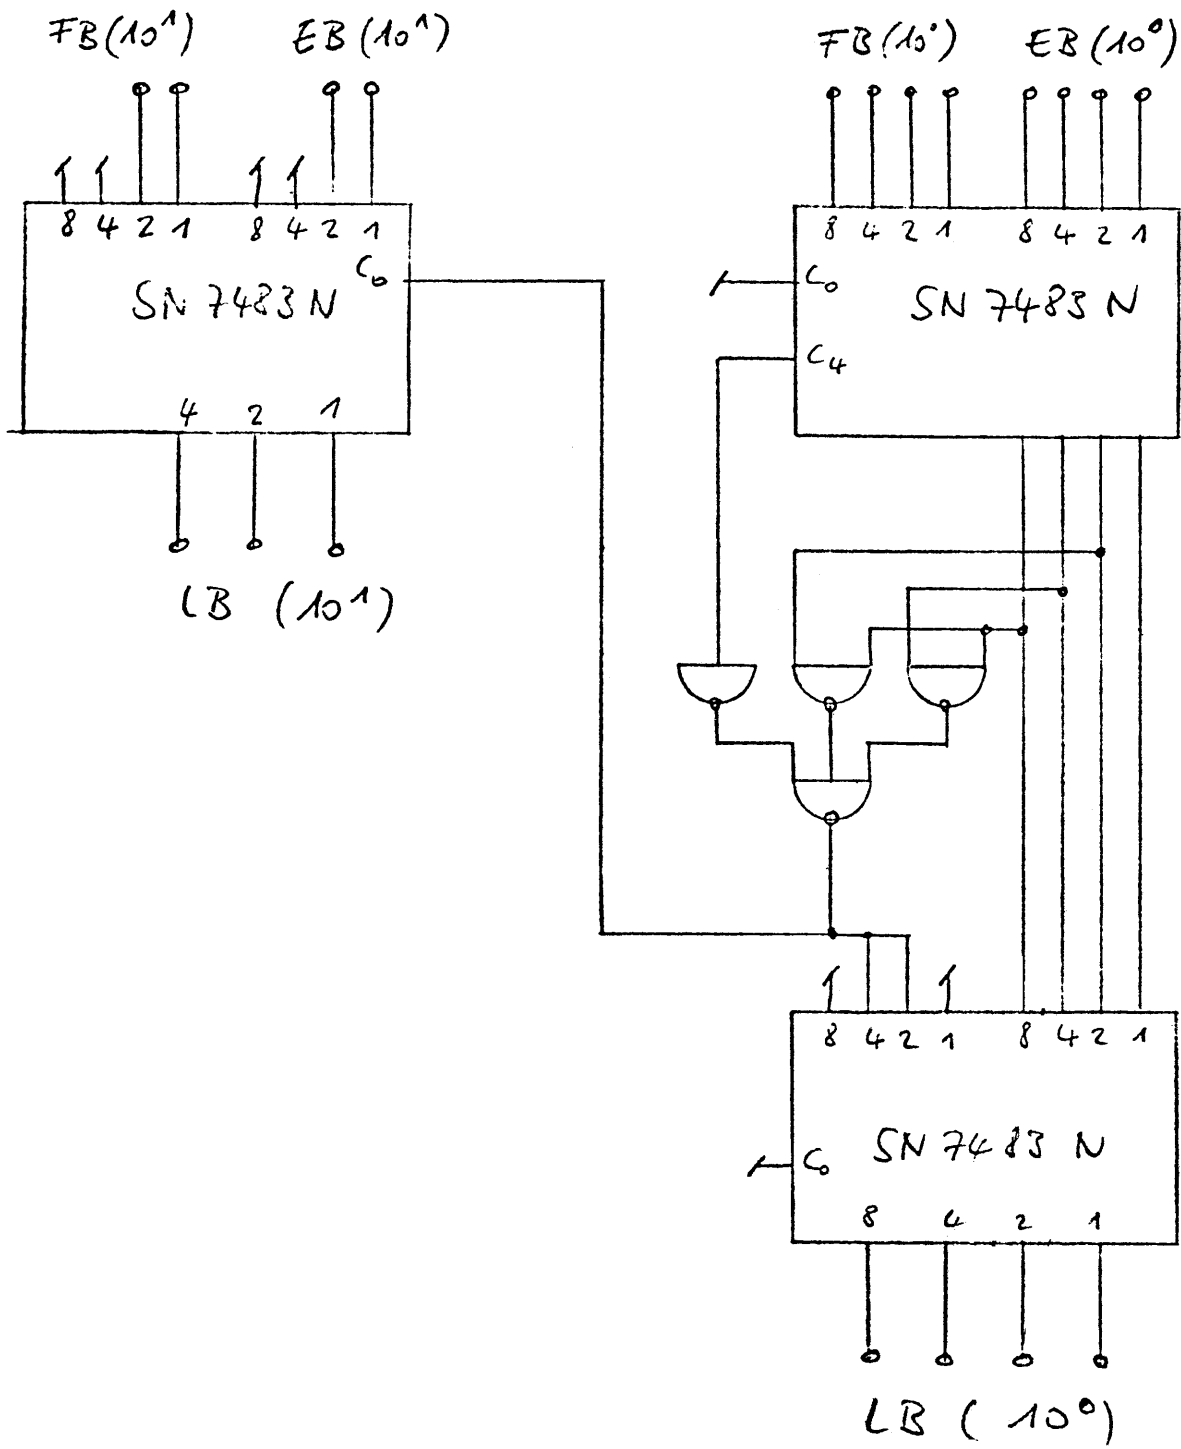 FB(10¹) EB(10¹)
8 4 2 1 8 4 2 1
C₀
SN 7483 N
4 2 1
LB (10¹)
FB(10⁰) EB(10⁰)
8 4 2 1 8 4 2 1
C₀
SN 7483 N
C₄
8 4 2 1 8 4 2 1
SN 7483 N
C₀
8 4 2 1
LB (10⁰)